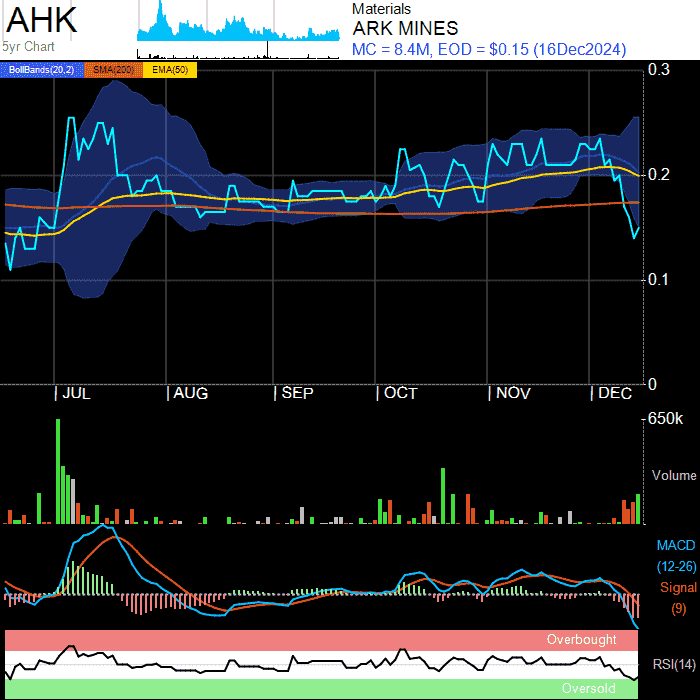 AHK
5yr Chart
Materials
ARK MINES
MC = 8.4M, EOD = $0.15 (16Dec2024)
BollBands(20,2) SMA(200) EMA(50)
0.3
0.2
0.1
0
JUL AUG SEP OCT NOV DEC
650k
Volume
MACD
(12-26)
Signal
(9)
Overbought
RSI(14)
Oversold